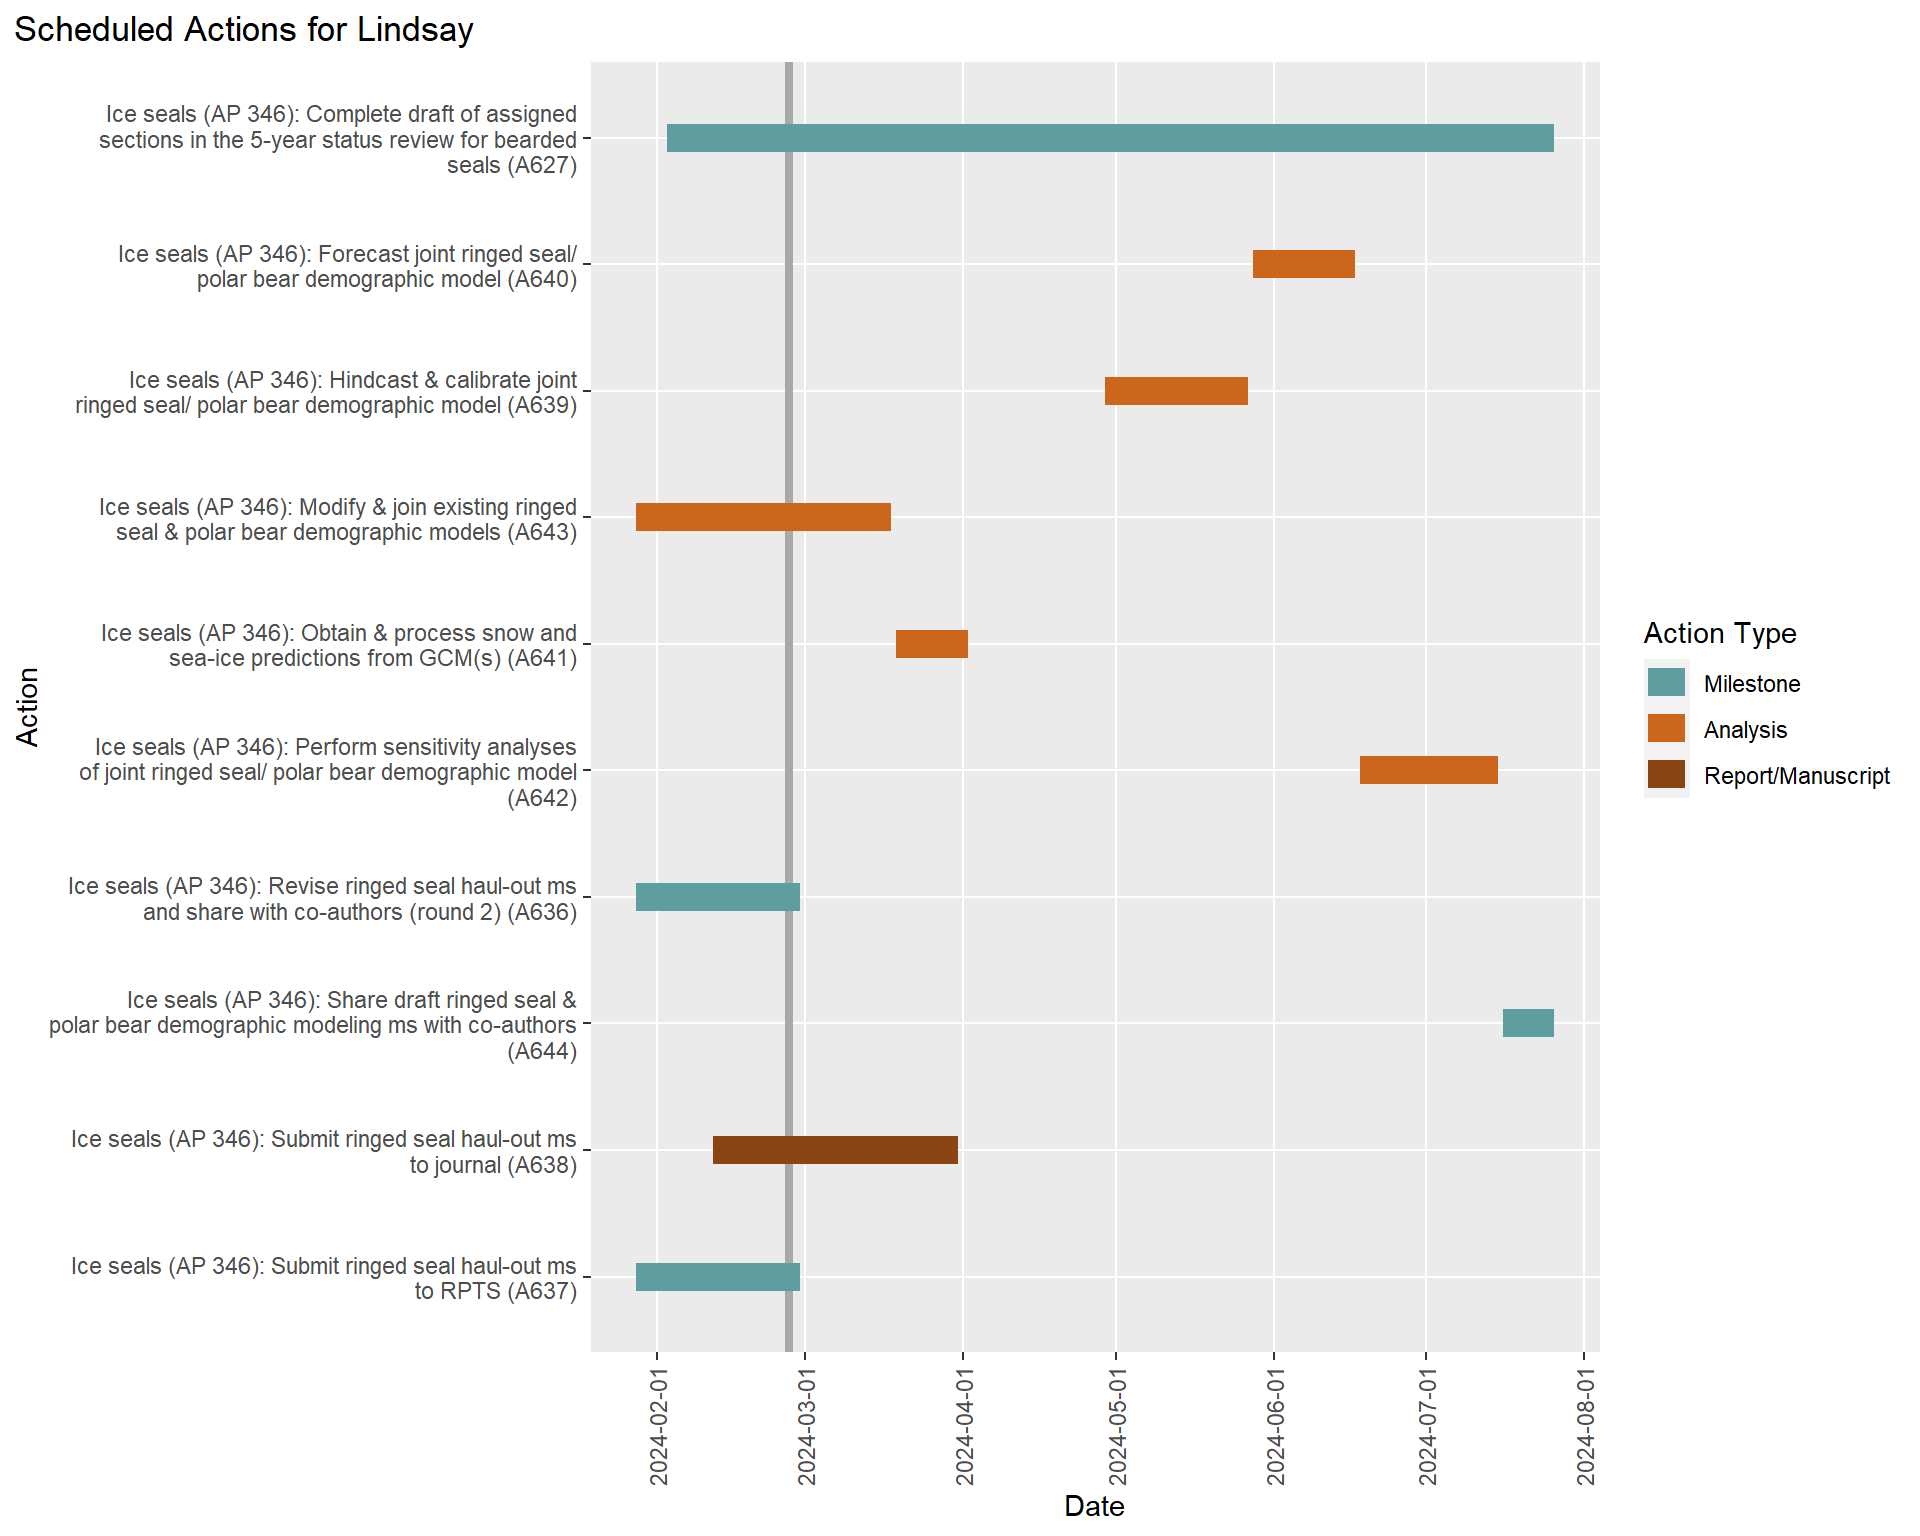 Scheduled Actions for Lindsay
Ice seals (AP 346): Complete draft of assigned
sections in the 5-year status review for bearded
seals (A627)
Ice seals (AP 346): Forecast joint ringed seal/
polar bear demographic model (A640)
Ice seals (AP 346): Hindcast & calibrate joint
ringed seal/ polar bear demographic model (A639)
Ice seals (AP 346): Modify & join existing ringed
seal & polar bear demographic models (A643)
Ice seals (AP 346): Obtain & process snow and
sea-ice predictions from GCM(s) (A641)
Ice seals (AP 346): Perform sensitivity analyses
of joint ringed seal/ polar bear demographic model
(A642)
Ice seals (AP 346): Revise ringed seal haul-out ms
and share with co-authors (round 2) (A636)
Ice seals (AP 346): Share draft ringed seal &
polar bear demographic modeling ms with co-authors
(A644)
Ice seals (AP 346): Submit ringed seal haul-out ms
to journal (A638)
Ice seals (AP 346): Submit ringed seal haul-out ms
to RPTS (A637)
Action
2024-02-01
2024-03-01
2024-04-01
2024-05-01
2024-06-01
2024-07-01
2024-08-01
Date
Action Type
Milestone
Analysis
Report/Manuscript